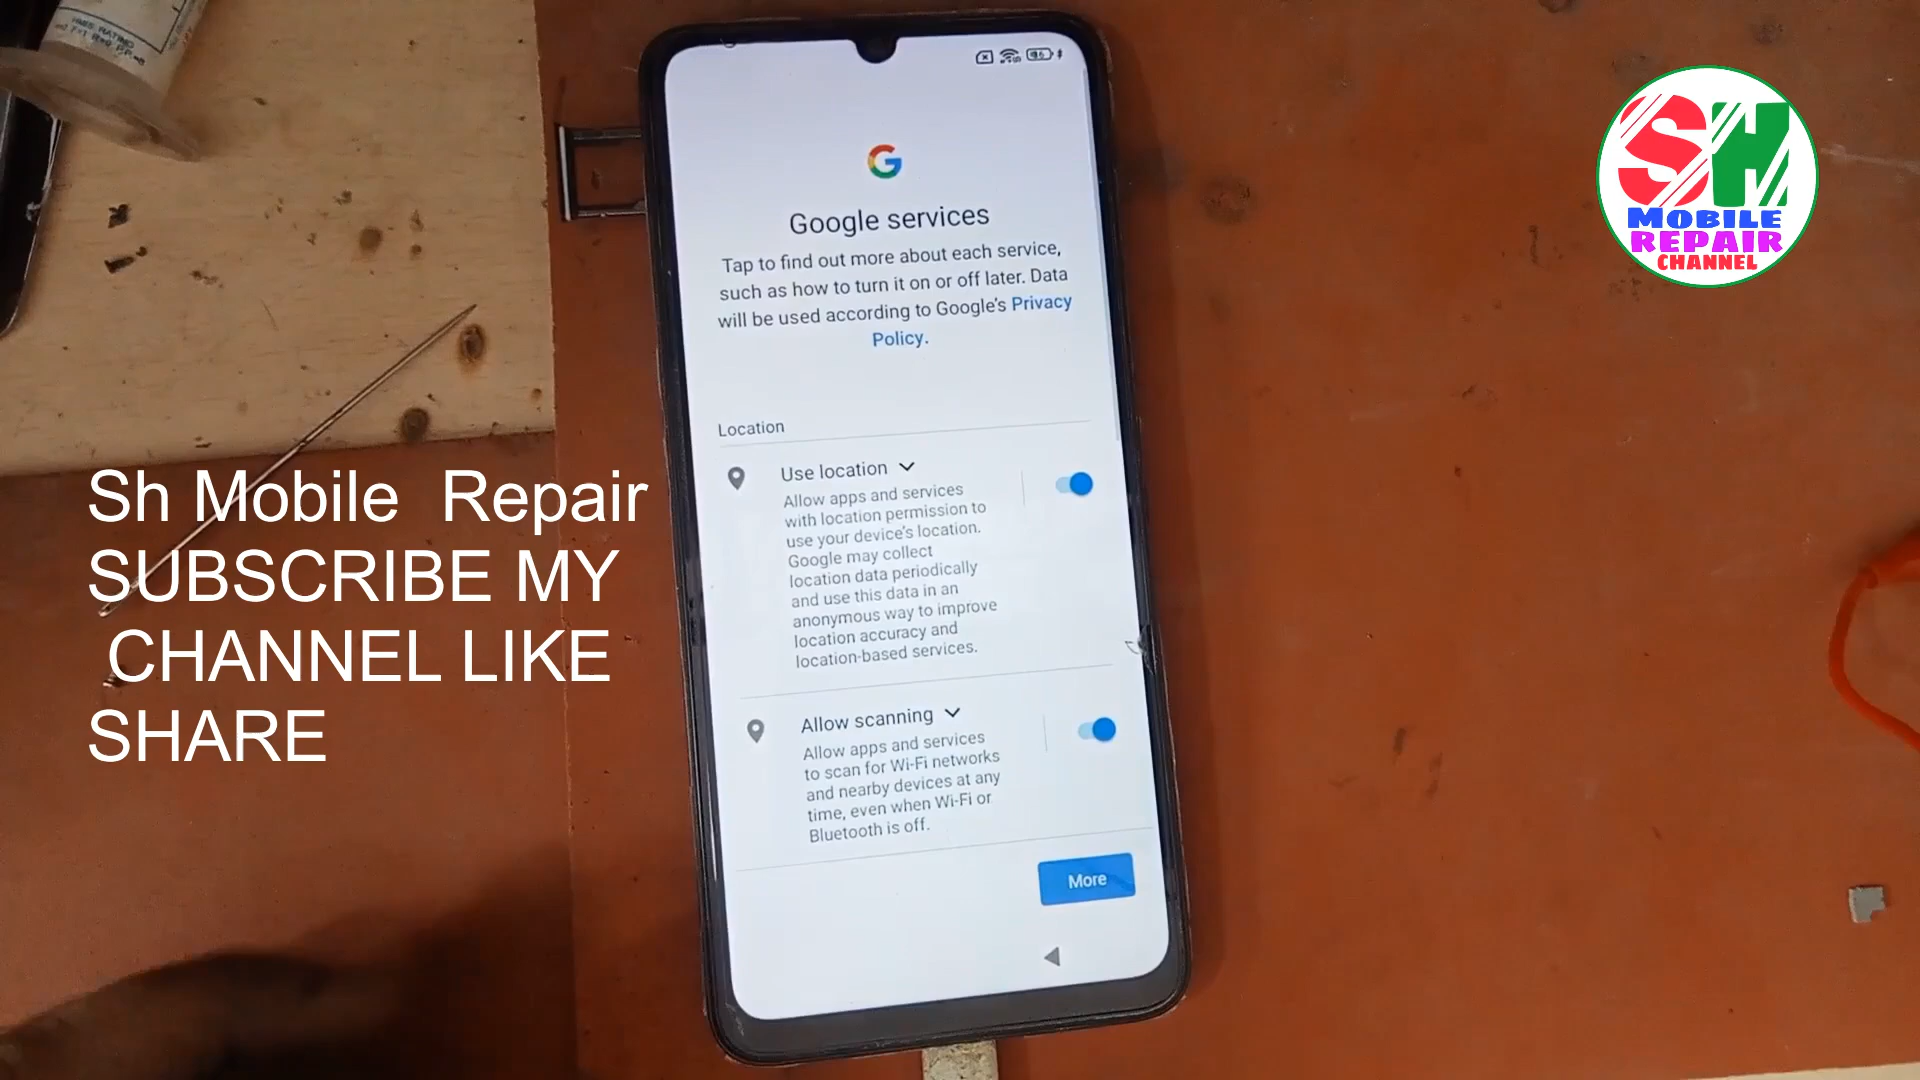 HMIS RATING
SH
MOBILE
REPAIR
CHANNEL
Google services
Tap to find out more about each service,
such as how to turn it on or off later. Data
will be used according to Google's Privacy
Policy.
Location
Use location
Allow apps and services
with location permission to
use your device's location.
Google may collect
location data periodically
and use this data in an
anonymous way to improve
location accuracy and
location-based services.
Allow scanning
Allow apps and services
to scan for Wi-Fi networks
and nearby devices at any
time, even when Wi-Fi or
Bluetooth is off.
More
Sh Mobile  Repair
SUBSCRIBE MY
CHANNEL LIKE
SHARE